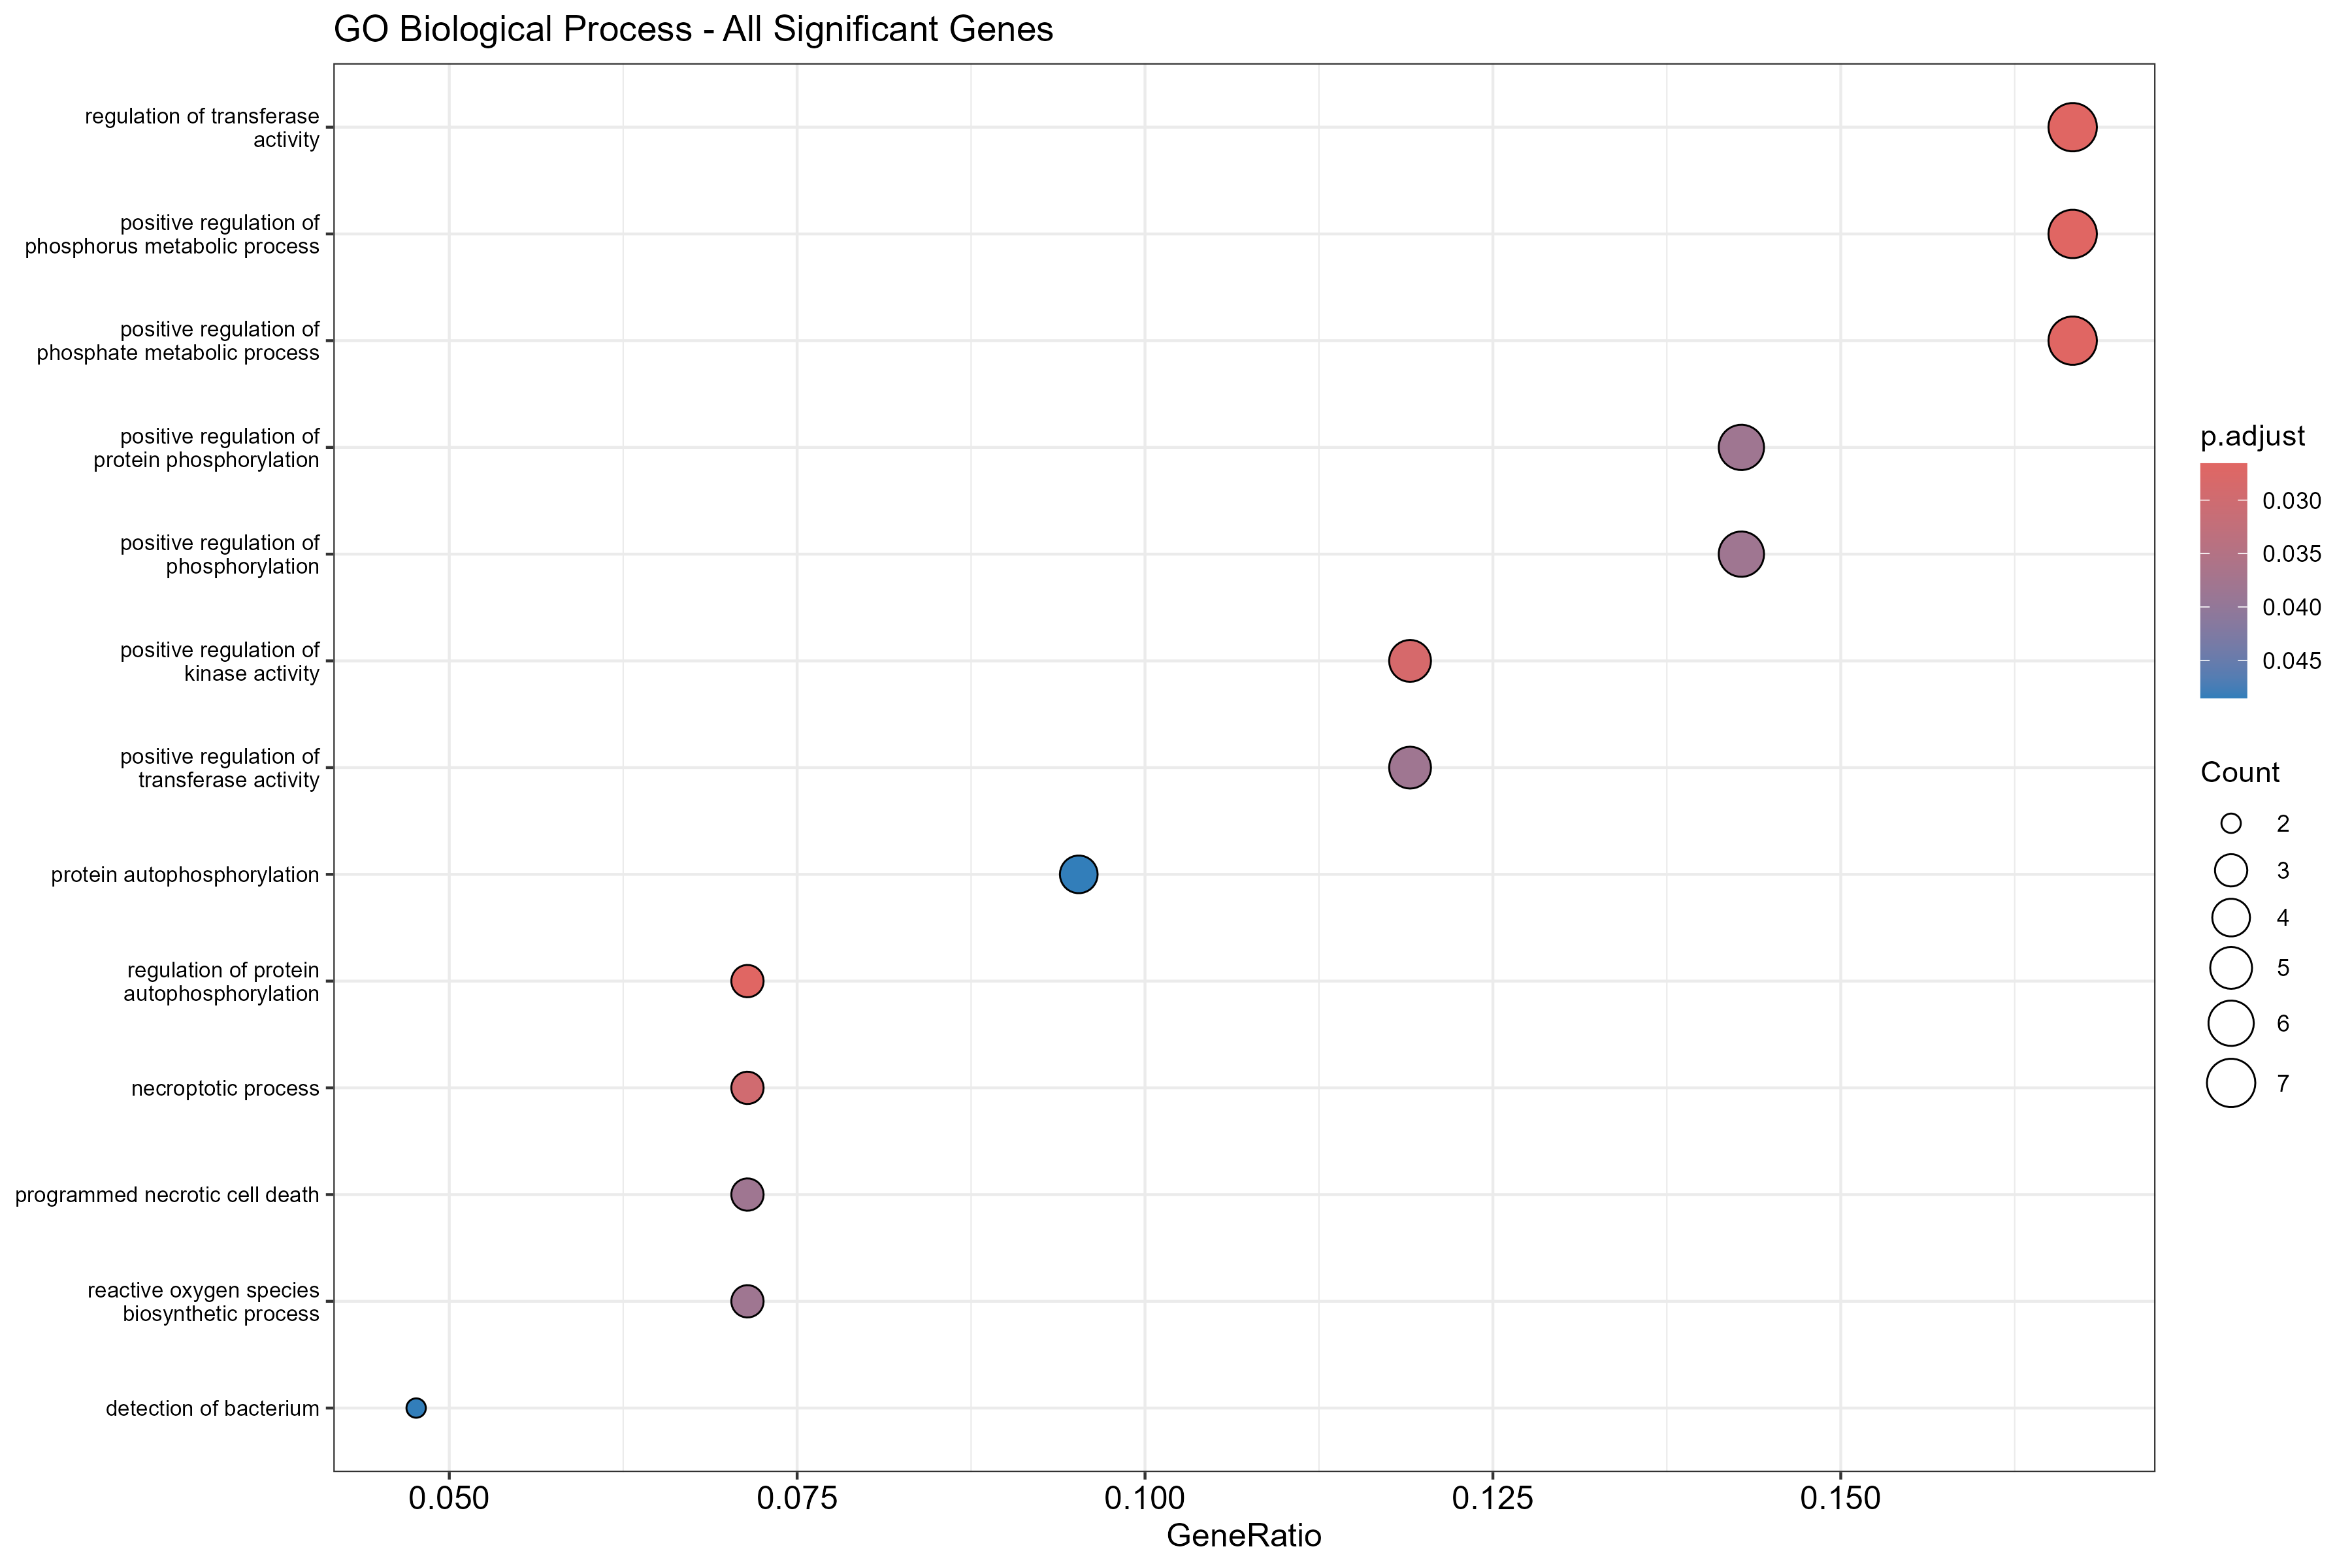 GO Biological Process - All Significant Genes
regulation of transferase
activity
positive regulation of
phosphorus metabolic process
positive regulation of
phosphate metabolic process
positive regulation of
protein phosphorylation
positive regulation of
phosphorylation
positive regulation of
kinase activity
positive regulation of
transferase activity
protein autophosphorylation
regulation of protein
autophosphorylation
necroptotic process
programmed necrotic cell death
reactive oxygen species
biosynthetic process
detection of bacterium
0.050 0.075 0.100 0.125 0.150
GeneRatio
p.adjust
0.030
0.035
0.040
0.045
Count
2
3
4
5
6
7